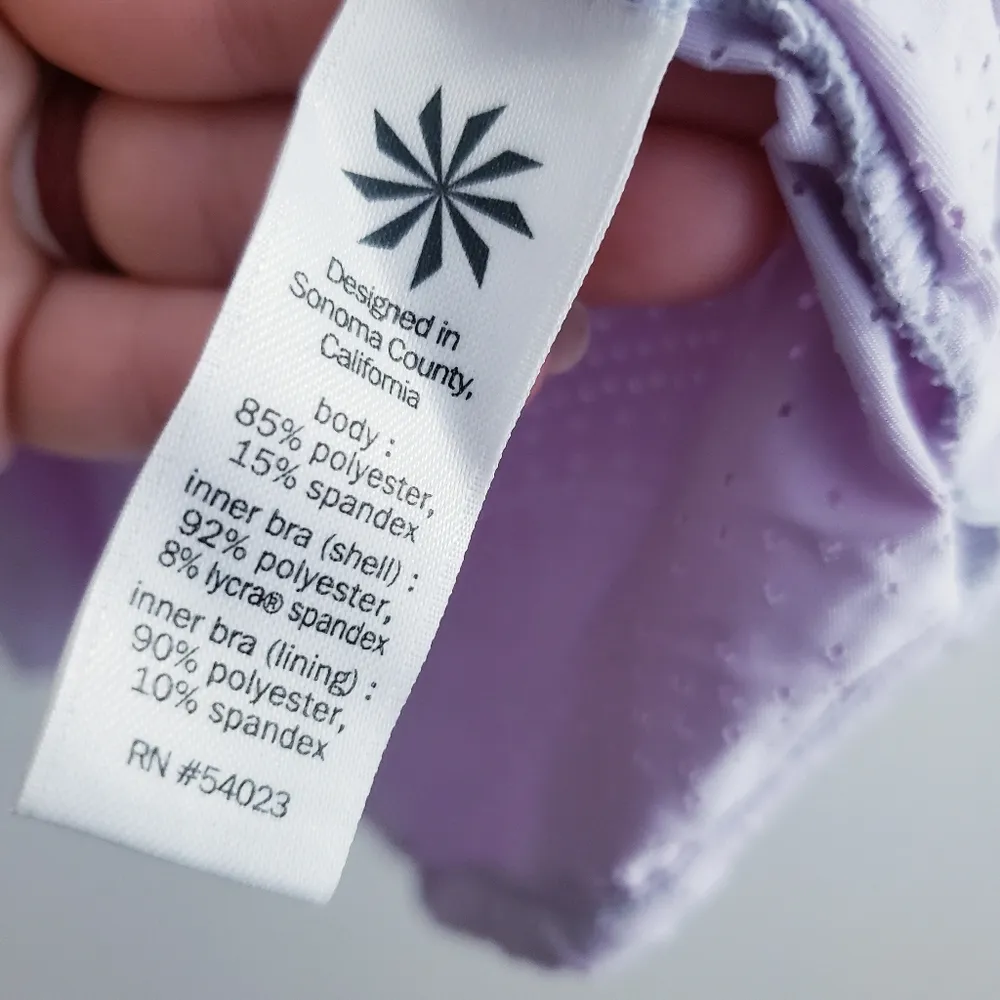 Designed in
Sonoma County,
California
body :
85% polyester,
15% spandex
inner bra (shell) :
92% polyester,
8% lycra® spandex
inner bra (lining) :
90% polyester,
10% spandex
RN #54023